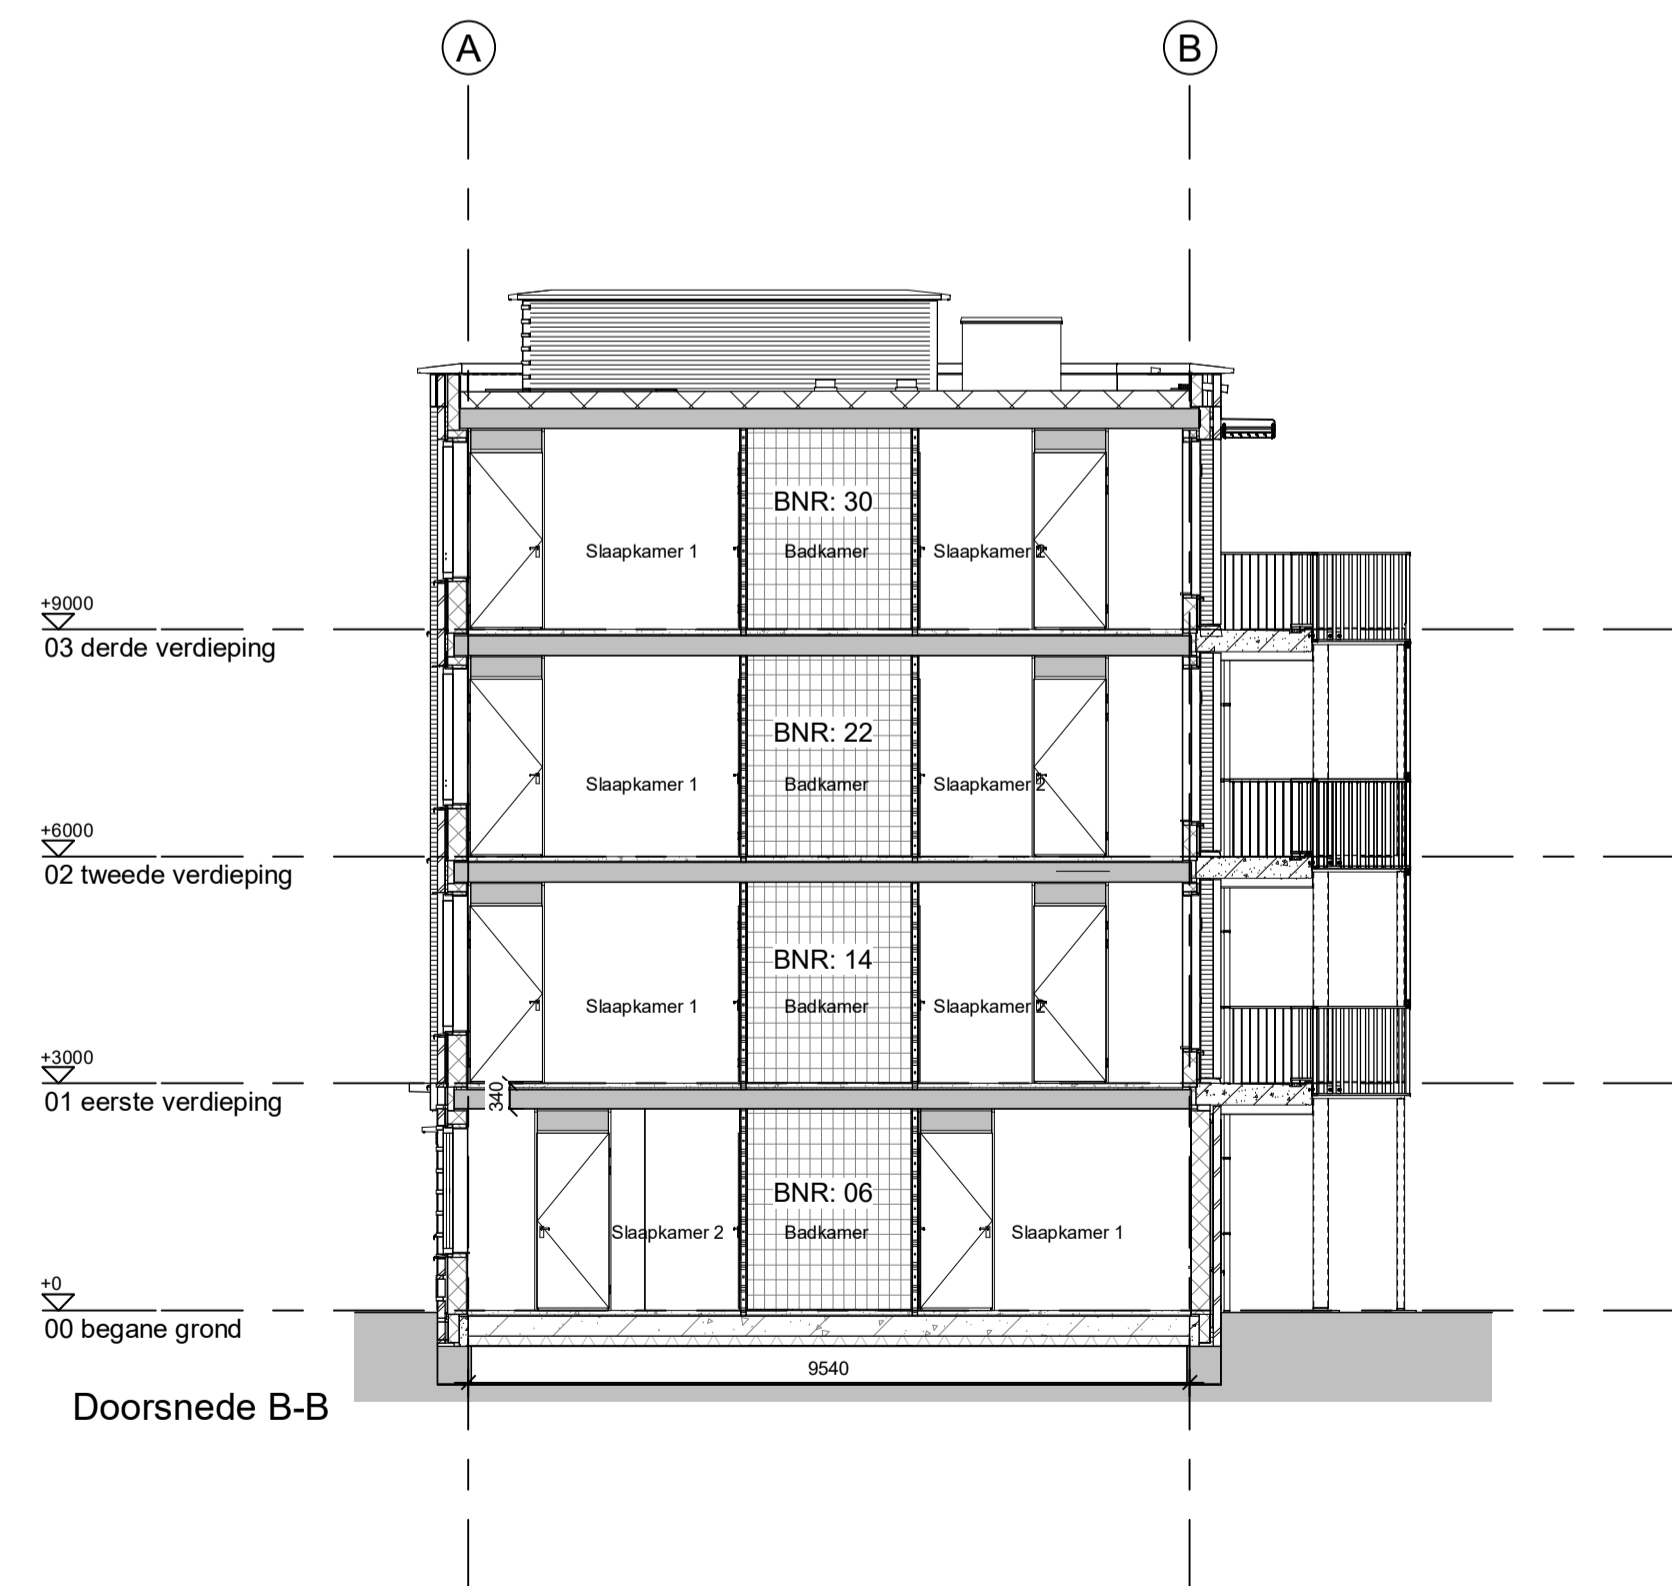 A
B
BNR: 30
Slaapkamer 1
Badkamer
Slaapkamer 2
+9000
03 derde verdieping
BNR: 22
Slaapkamer 1
Badkamer
Slaapkamer 2
+6000
02 tweede verdieping
BNR: 14
Slaapkamer 1
Badkamer
Slaapkamer 2
+3000
01 eerste verdieping
340
BNR: 06
Slaapkamer 2
Badkamer
Slaapkamer 1
+0
00 begane grond
9540
Doorsnede B-B